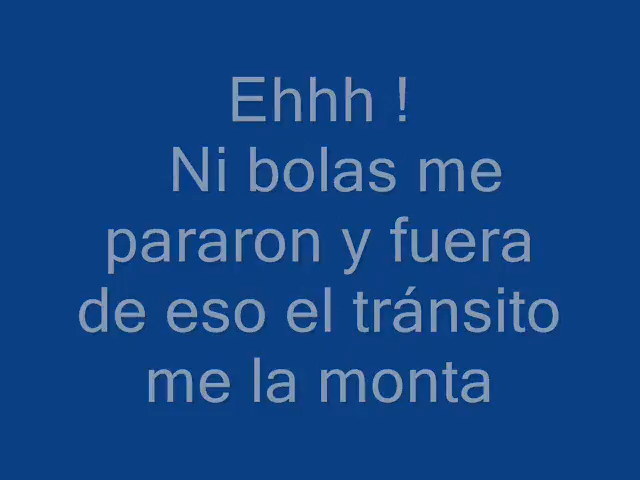 Ehhh !
Ni bolas me
pararon y fuera
de eso el tránsito
me la monta